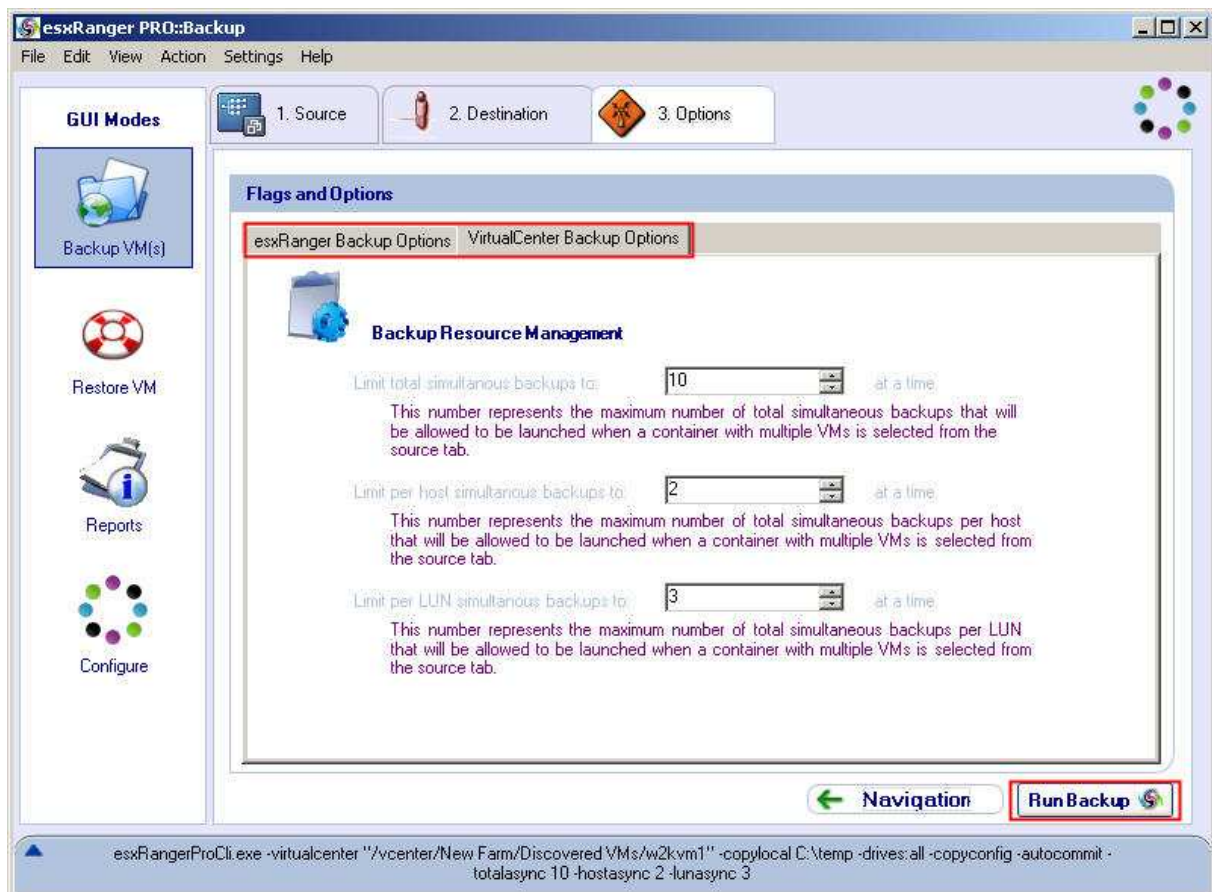 esxRanger PRO::Backup
File Edit View Action Settings Help
GUI Modes
1. Source
2. Destination
3. Options
Backup VM(s)
Restore VM
Reports
Configure
Flags and Options
esxRanger Backup Options
VirtualCenter Backup Options
Backup Resource Management
Limit total simultanous backups to:
10
at a time.
This number represents the maximum number of total simultaneous backups that will
be allowed to be launched when a container with multiple VMs is selected from the
source tab.
Limit per host simultanous backups to:
2
at a time.
This number represents the maximum number of total simultaneous backups per host
that will be allowed to be launched when a container with multiple VMs is selected from
the source tab.
Limit per LUN simultanous backups to:
3
at a time.
This number represents the maximum number of total simultaneous backups per LUN
that will be allowed to be launched when a container with multiple VMs is selected from
the source tab.
Navigation
Run Backup
esxRangerProCli.exe -virtualcenter "/vcenter/New Farm/Discovered VMs/w2kvm1" -copylocal C:\temp -drives:all -copyconfig -autocommit -
totalasync 10 -hostasync 2 -lunasync 3